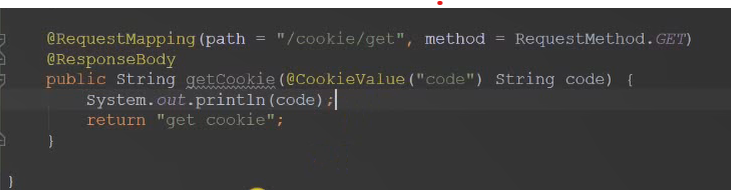 @RequestMapping(path = "/cookie/get", method = RequestMethod.GET)
@ResponseBody
public String getCookie(@CookieValue("code") String code) {
System.out.println(code);
return "get cookie";
}
}